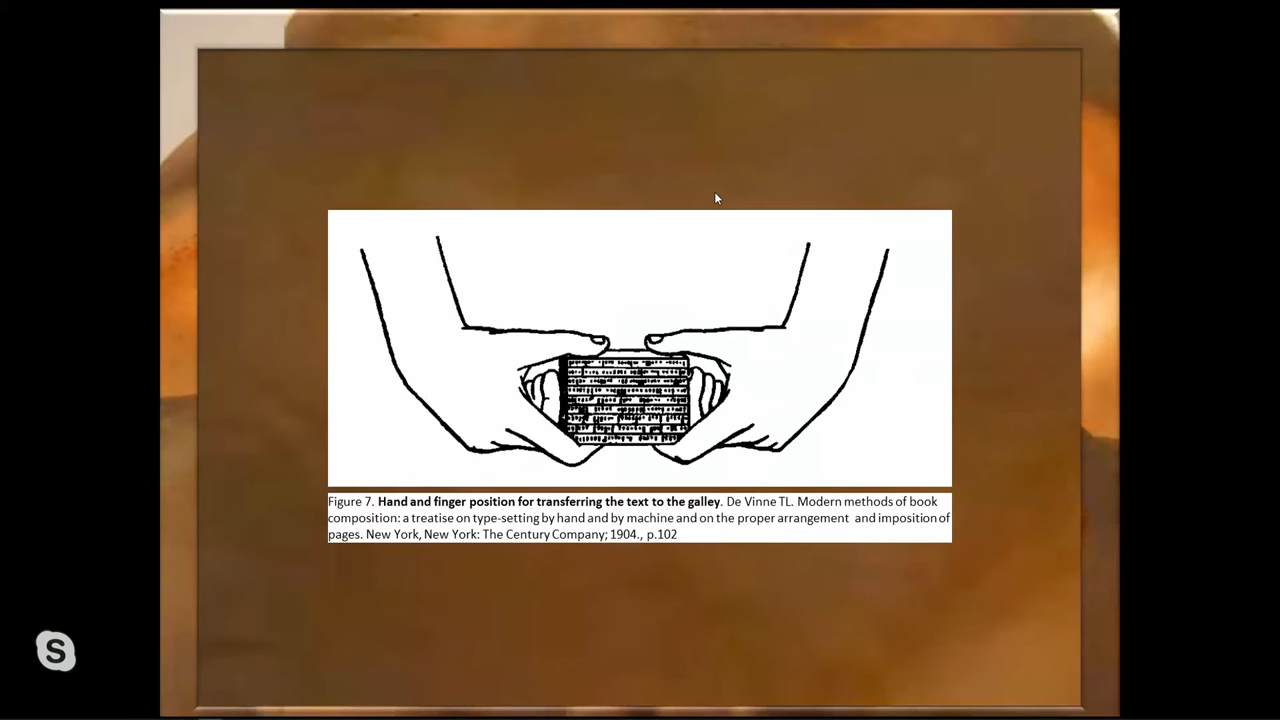 Figure 7. Hand and finger position for transferring the text to the galley. De Vinne TL. Modern methods of book
composition: a treatise on type-setting by hand and by machine and on the proper arrangement and imposition of
pages. New York, New York: The Century Company; 1904., p.102
S